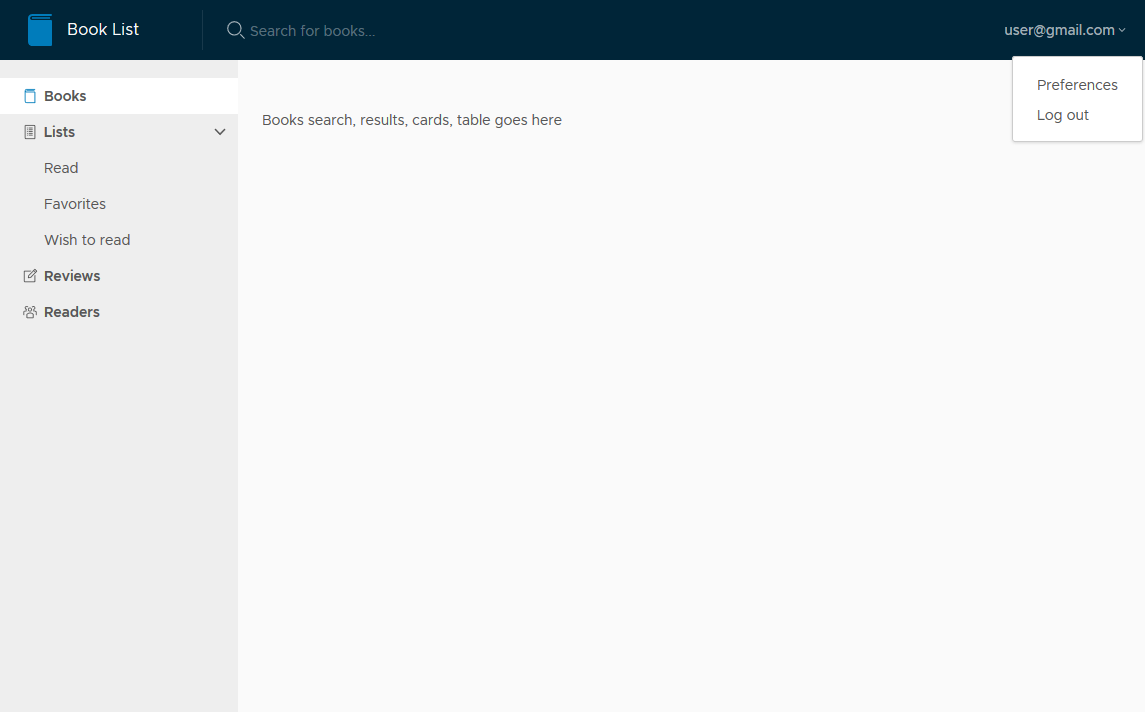 Book List
Search for books...
user@gmail.com
Preferences
Log out
Books
Lists
Read
Favorites
Wish to read
Reviews
Readers
Books search, results, cards, table goes here